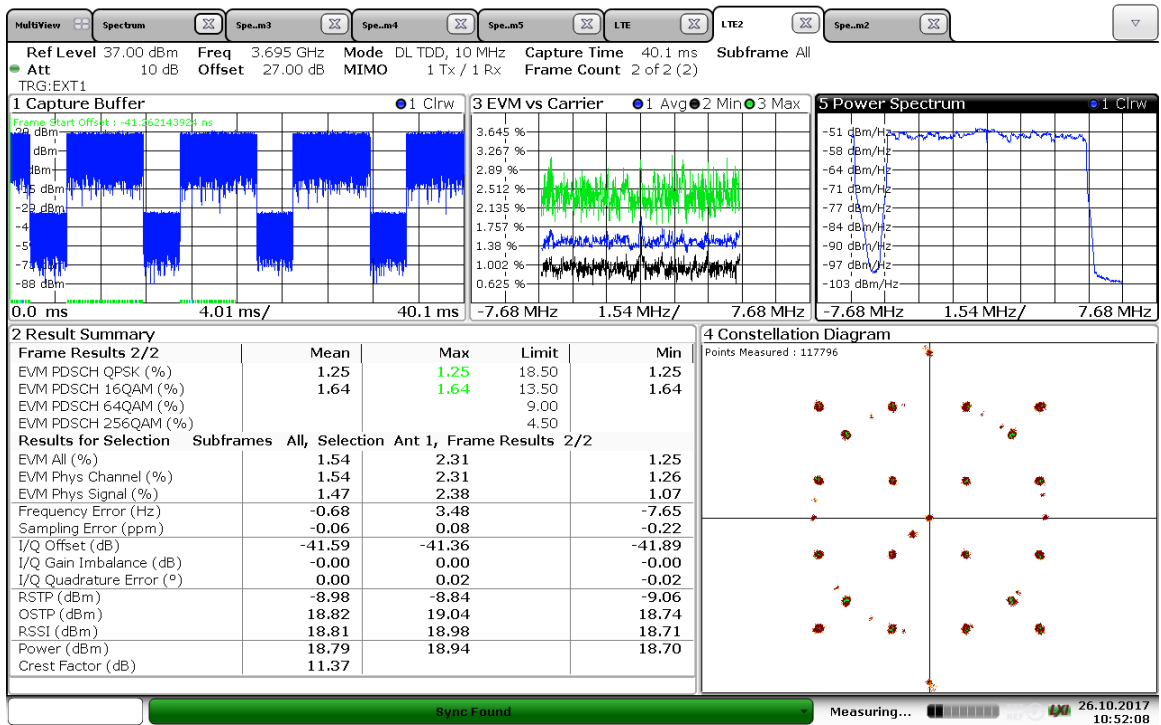 MultiView Spectrum Spe..m3 Spe..m4 Spe..m5 LTE LTE2 Spe..m2
Ref Level 37.00 dBm Freq 3.695 GHz Mode DL TDD, 10 MHz Capture Time 40.1 ms Subframe All
Att 10 dB Offset 27.00 dB MIMO 1 Tx / 1 Rx Frame Count 2 of 2 (2)
TRG:EXT1
1 Capture Buffer 1 Clrw
Frame Start Offset : -41.262143924 ns
dBm
dBm
dBm
dBm
-29 dBm
-88 dBm
0.0 ms 4.01 ms/ 40.1 ms
3 EVM vs Carrier 1 Avg 2 Min 3 Max
3.645 %
3.267 %
2.89 %
2.512 %
2.135 %
1.757 %
1.38 %
1.002 %
0.625 %
-7.68 MHz 1.54 MHz/ 7.68 MHz
5 Power Spectrum 1 Clrw
-51 dBm/Hz
-58 dBm/Hz
-64 dBm/Hz
-71 dBm/Hz
-77 dBm/Hz
-84 dBm/Hz
-90 dBm/Hz
-97 dBm/Hz
-103 dBm/Hz
-7.68 MHz 1.54 MHz/ 7.68 MHz
2 Result Summary
Frame Results 2/2 Mean Max Limit Min
EVM PDSCH QPSK (%) 1.25 1.25 18.50 1.25
EVM PDSCH 16QAM (%) 1.64 1.64 13.50 1.64
EVM PDSCH 64QAM (%) 9.00
EVM PDSCH 256QAM (%) 4.50
Results for Selection Subframes All, Selection Ant 1, Frame Results 2/2
EVM All (%) 1.54 2.31 1.25
EVM Phys Channel (%) 1.54 2.31 1.26
EVM Phys Signal (%) 1.47 2.38 1.07
Frequency Error (Hz) -0.68 3.48 -7.65
Sampling Error (ppm) -0.06 0.08 -0.22
I/Q Offset (dB) -41.59 -41.36 -41.89
I/Q Gain Imbalance (dB) -0.00 0.00 -0.00
I/Q Quadrature Error (°) 0.00 0.02 -0.02
RSTP (dBm) -8.98 -8.84 -9.06
OSTP (dBm) 18.82 19.04 18.74
RSSI (dBm) 18.81 18.98 18.71
Power (dBm) 18.79 18.94 18.70
Crest Factor (dB) 11.37
4 Constellation Diagram
Points Measured : 117796
Sync Found
Measuring...
REF
LXI
26.10.2017
10:52:08